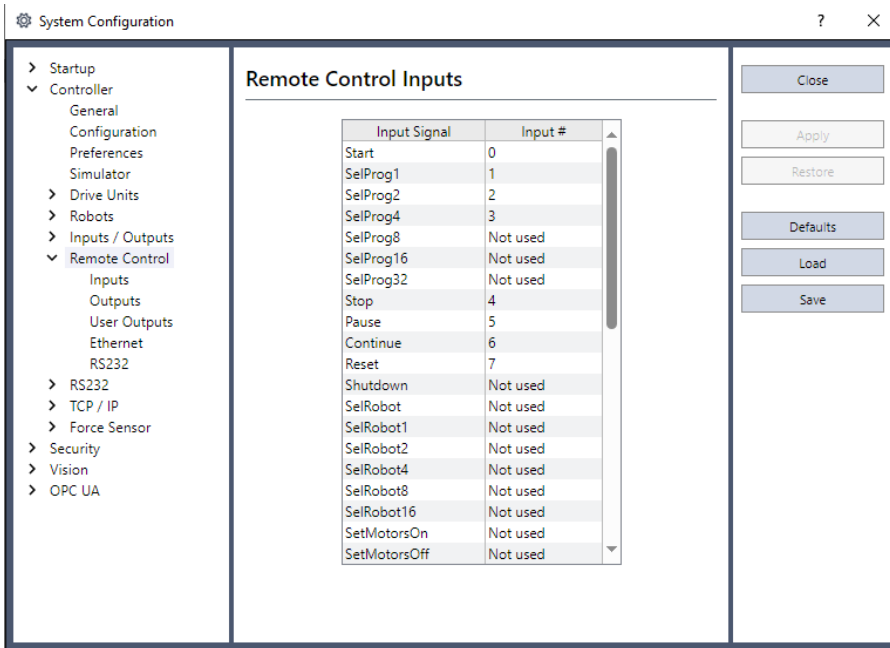 System Configuration
?
Startup
Controller
General
Configuration
Preferences
Simulator
Drive Units
Robots
Inputs / Outputs
Remote Control
Inputs
Outputs
User Outputs
Ethernet
RS232
RS232
TCP / IP
Force Sensor
Security
Vision
OPC UA
Remote Control Inputs
Input Signal Input #
Start 0
SelProg1 1
SelProg2 2
SelProg4 3
SelProg8 Not used
SelProg16 Not used
SelProg32 Not used
Stop 4
Pause 5
Continue 6
Reset 7
Shutdown Not used
SelRobot Not used
SelRobot1 Not used
SelRobot2 Not used
SelRobot4 Not used
SelRobot8 Not used
SelRobot16 Not used
SetMotorsOn Not used
SetMotorsOff Not used
Close
Apply
Restore
Defaults
Load
Save